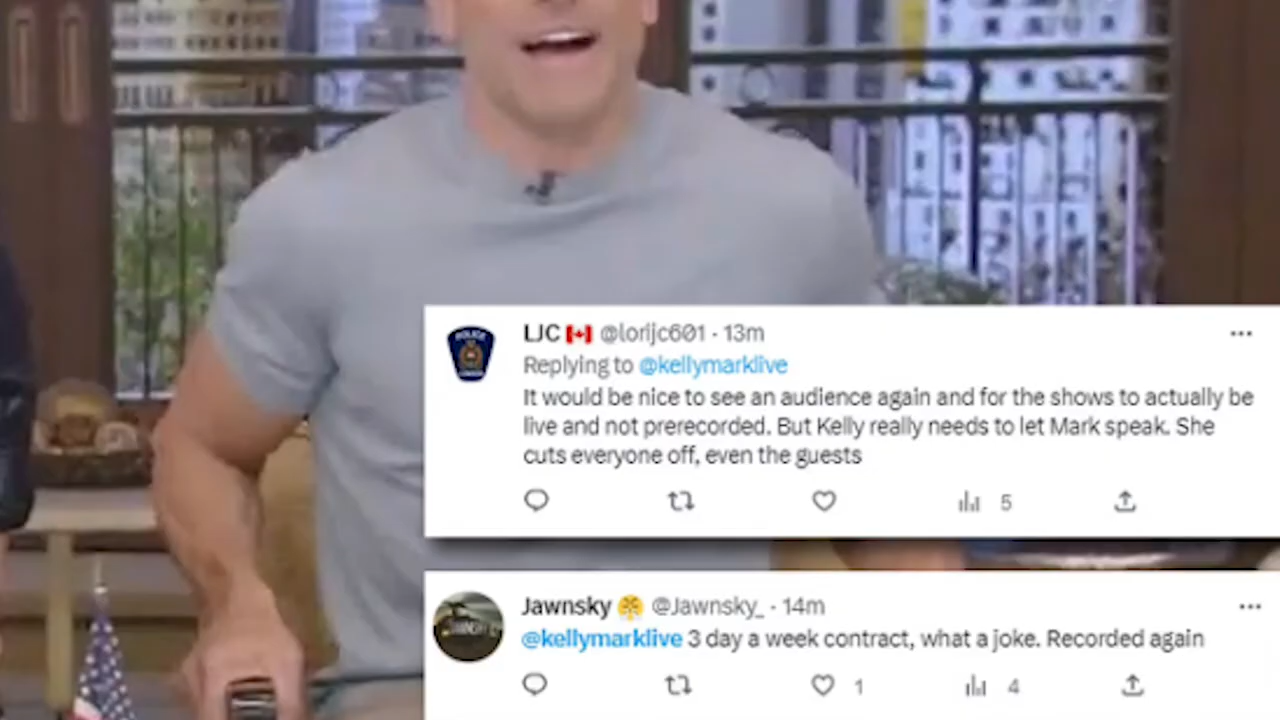 LJC 🇨🇦 @lorijc601 · 13m
Replying to @kellymarklive
It would be nice to see an audience again and for the shows to actually be
live and not prerecorded. But Kelly really needs to let Mark speak. She
cuts everyone off, even the guests
5
Jawnsky 😤 @Jawnsky_ · 14m
@kellymarklive 3 day a week contract, what a joke. Recorded again
1 4